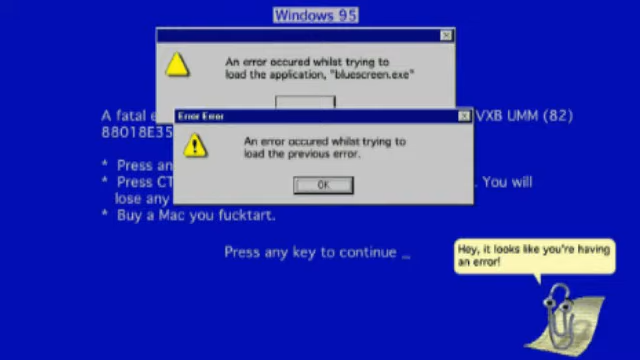 Windows 95
An error occured whilst trying to
load the application, "bluescreen.exe"
A fatal e
VXB UMM (82)
88018E35
Error Error
An error occured whilst trying to
load the previous error.
OK
* Press an
* Press CT
. You will
lose any
* Buy a Mac you fucktart.
Press any key to continue _
Hey, it looks like you're having
an error!